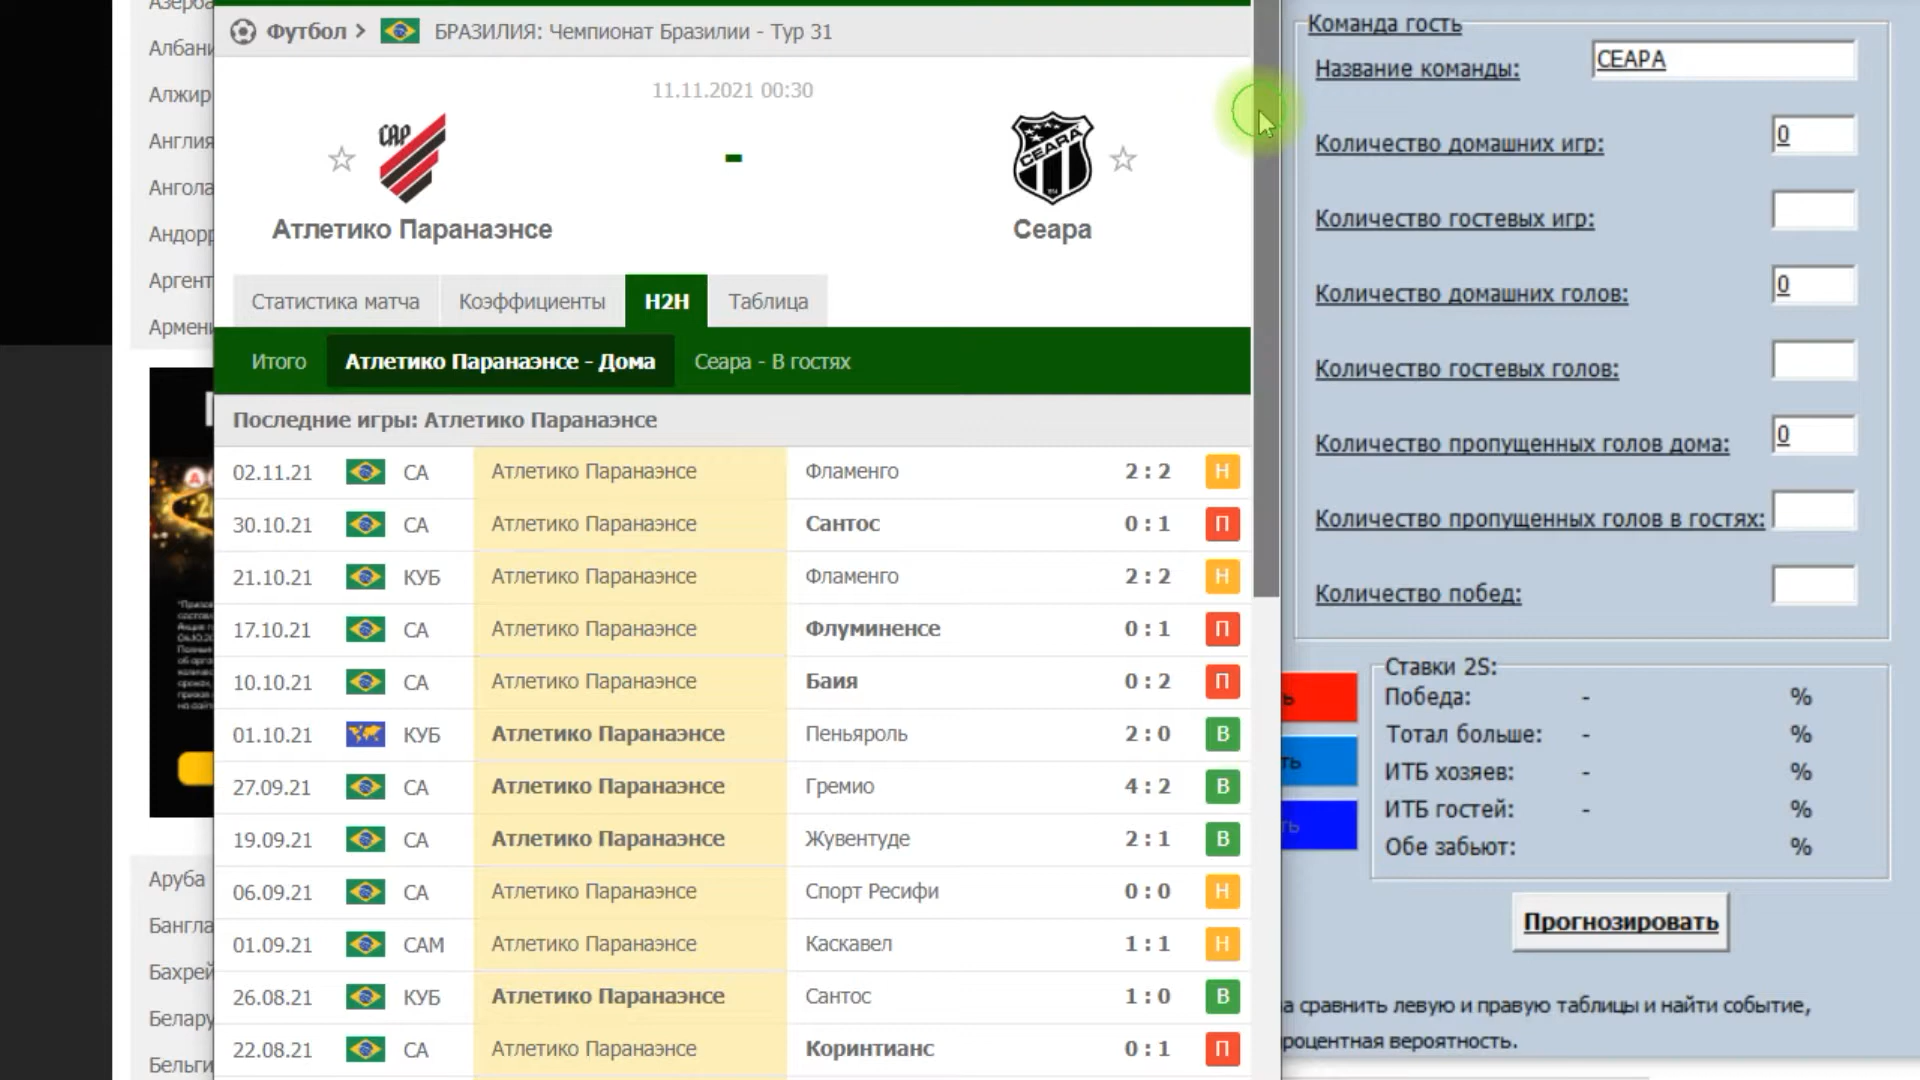 Футбол > БРАЗИЛИЯ: Чемпионат Бразилии - Тур 31
11.11.2021 00:30
CAP
CEARA
-
Атлетико Паранаэнсе
Сеара
Статистика матча Коэффициенты H2H Таблица
Итого Атлетико Паранаэнсе - Дома Сеара - В гостях
Последние игры: Атлетико Паранаэнсе
02.11.21 СА Атлетико Паранаэнсе Фламенго 2 : 2 Н
30.10.21 СА Атлетико Паранаэнсе Сантос 0 : 1 П
21.10.21 КУБ Атлетико Паранаэнсе Фламенго 2 : 2 Н
17.10.21 СА Атлетико Паранаэнсе Флуминенсе 0 : 1 П
10.10.21 СА Атлетико Паранаэнсе Баия 0 : 2 П
01.10.21 КУБ Атлетико Паранаэнсе Пеньяроль 2 : 0 В
27.09.21 СА Атлетико Паранаэнсе Гремио 4 : 2 В
19.09.21 СА Атлетико Паранаэнсе Жувентуде 2 : 1 В
06.09.21 СА Атлетико Паранаэнсе Спорт Ресифи 0 : 0 Н
01.09.21 САМ Атлетико Паранаэнсе Каскавел 1 : 1 Н
26.08.21 КУБ Атлетико Паранаэнсе Сантос 1 : 0 В
22.08.21 СА Атлетико Паранаэнсе Коринтианс 0 : 1 П
Азерба
Албани
Алжир
Англия
Ангола
Андорр
Аргент
Армени
Аруба
Бангла
Бахрей
Белару
Бельги
Команда гость
Название команды: СЕАРА
Количество домашних игр: 0
Количество гостевых игр:
Количество домашних голов: 0
Количество гостевых голов:
Количество пропущенных голов дома: 0
Количество пропущенных голов в гостях:
Количество побед:
ь
ть
ть
Ставки 2S:
Победа: - %
Тотал больше: - %
ИТБ хозяев: - %
ИТБ гостей: - %
Обе забьют: %
Прогнозировать
а сравнить левую и правую таблицы и найти событие,
роцентная вероятность.